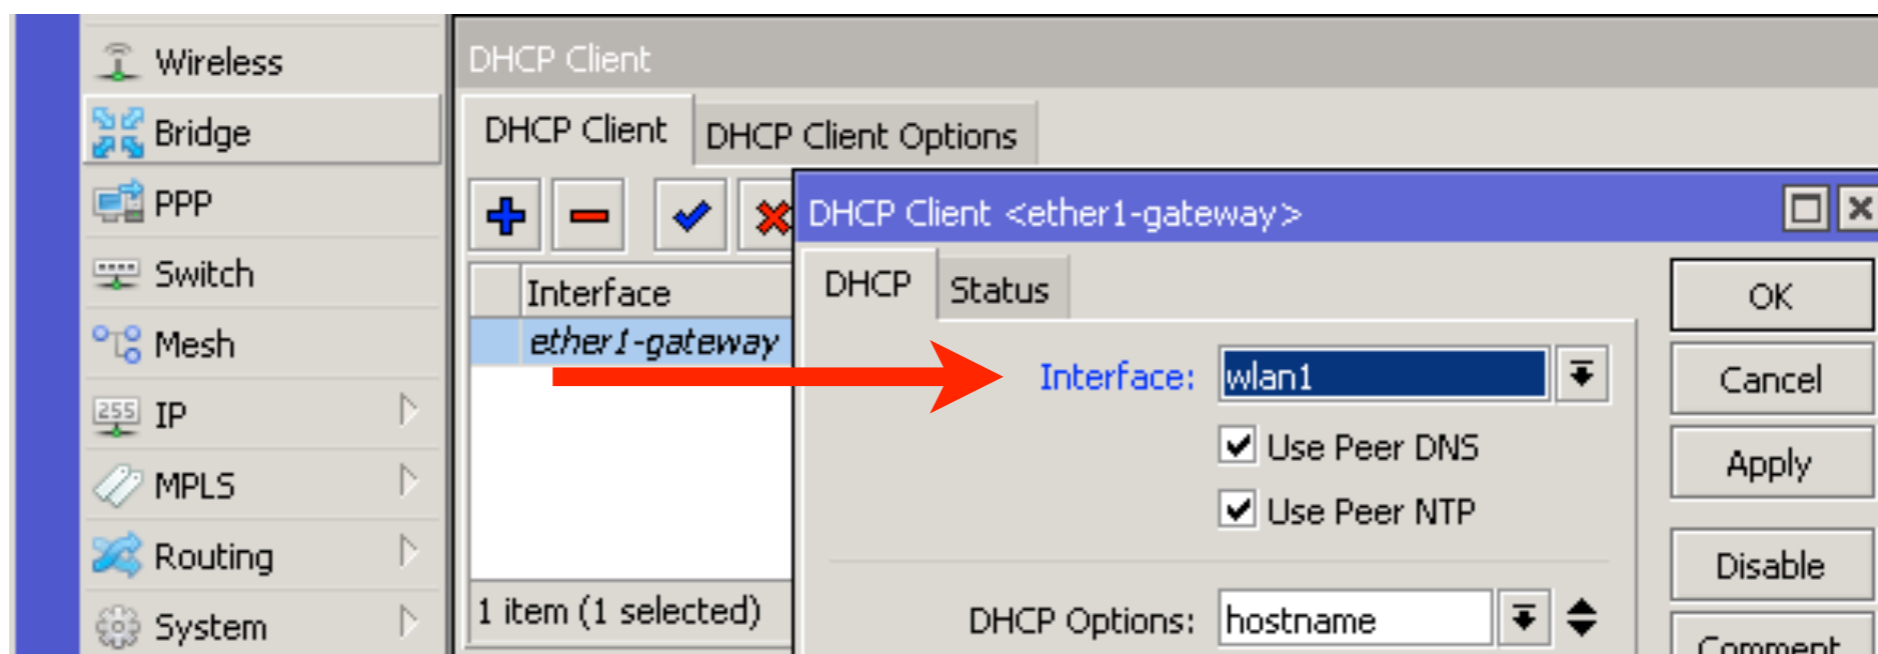 Wireless
Bridge
PPP
Switch
Mesh
255 IP
MPLS
Routing
System
DHCP Client
DHCP Client DHCP Client Options
Interface
ether1-gateway
1 item (1 selected)
DHCP Client <ether1-gateway>
DHCP Status
Interface: wlan1
Use Peer DNS
Use Peer NTP
DHCP Options: hostname
OK
Cancel
Apply
Disable
Comment